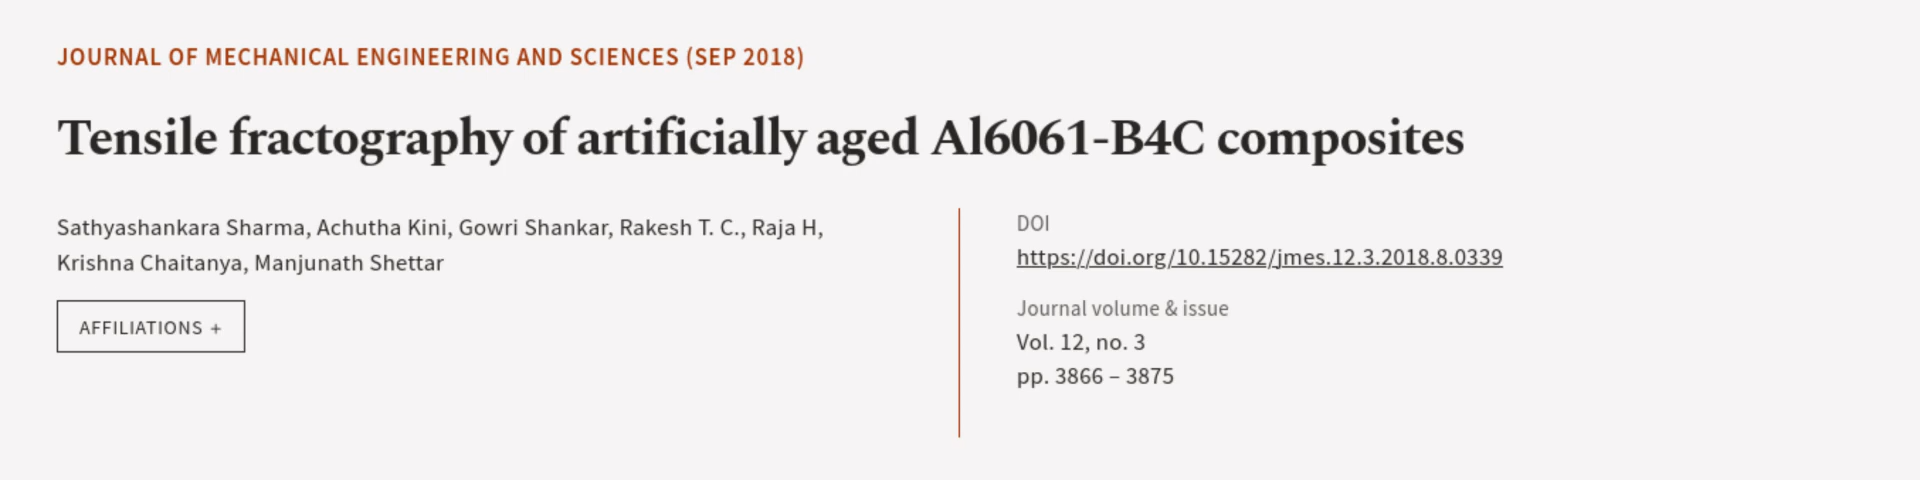 JOURNAL OF MECHANICAL ENGINEERING AND SCIENCES (SEP 2018)
Tensile fractography of artificially aged Al6061-B4C composites
Sathyashankara Sharma, Achutha Kini, Gowri Shankar, Rakesh T. C., Raja H,
Krishna Chaitanya, Manjunath Shettar
AFFILIATIONS +
DOI
https://doi.org/10.15282/jmes.12.3.2018.8.0339
Journal volume & issue
Vol. 12, no. 3
pp. 3866 – 3875